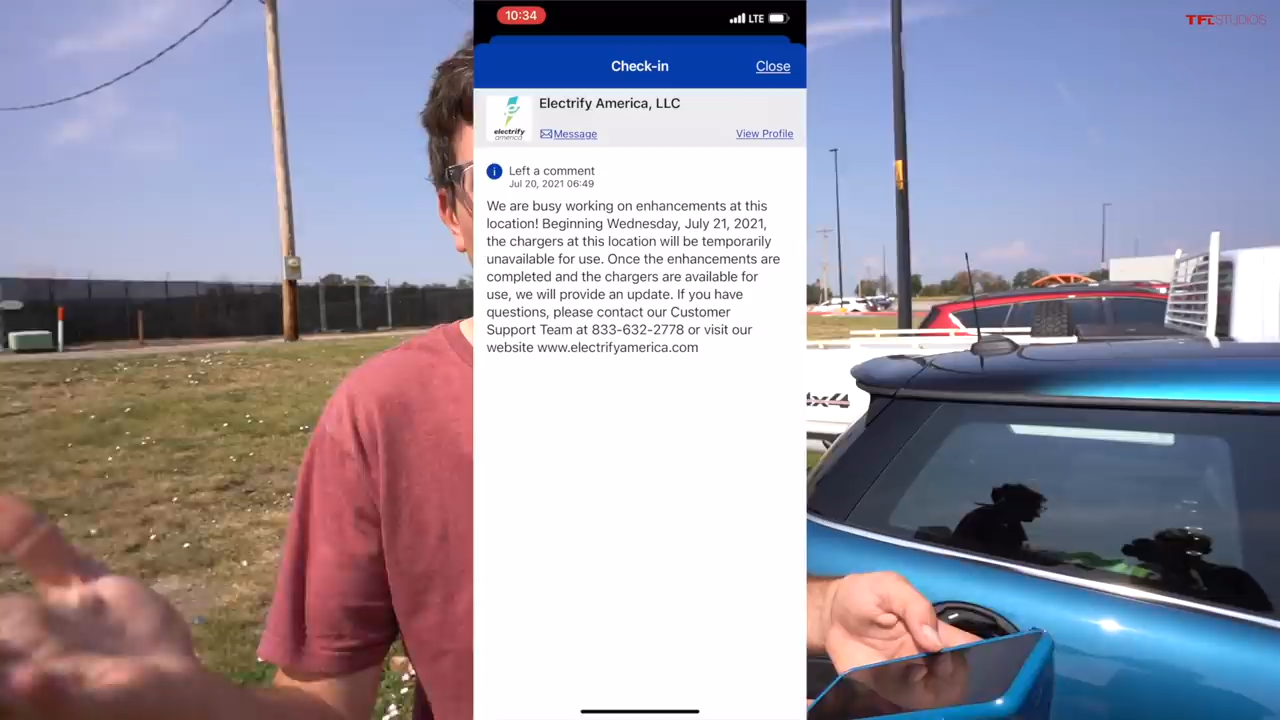 10:34
LTE
TFLSTUDIOS
Check-in
Close
Electrify America, LLC
electrify
america
Message
View Profile
Left a comment
Jul 20, 2021 06:49
We are busy working on enhancements at this
location! Beginning Wednesday, July 21, 2021,
the chargers at this location will be temporarily
unavailable for use. Once the enhancements are
completed and the chargers are available for
use, we will provide an update. If you have
questions, please contact our Customer
Support Team at 833-632-2778 or visit our
website www.electrifyamerica.com
4x4